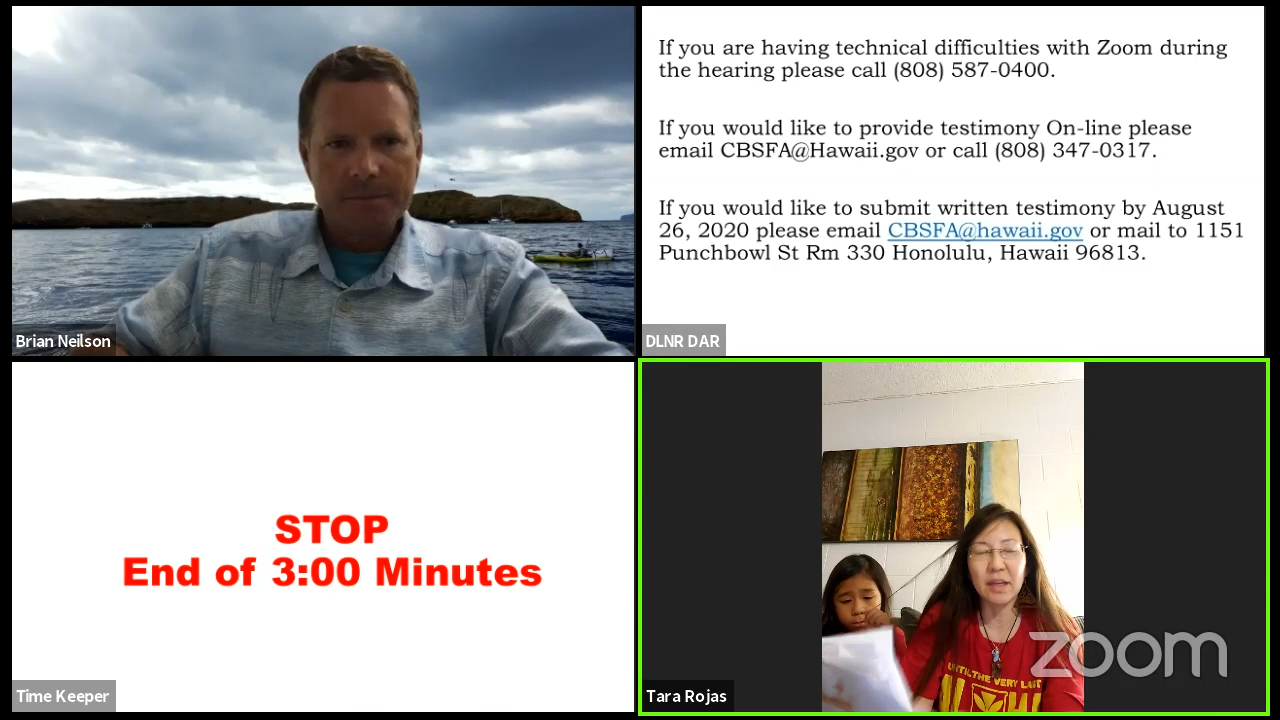 If you are having technical difficulties with Zoom during
the hearing please call (808) 587-0400.
If you would like to provide testimony On-line please
email CBSFA@Hawaii.gov or call (808) 347-0317.
If you would like to submit written testimony by August
26, 2020 please email CBSFA@hawaii.gov or mail to 1151
Punchbowl St Rm 330 Honolulu, Hawaii 96813.
Brian Neilson
DLNR DAR
STOP
End of 3:00 Minutes
UNTIL THE VERY LAST
zoom
Time Keeper
Tara Rojas